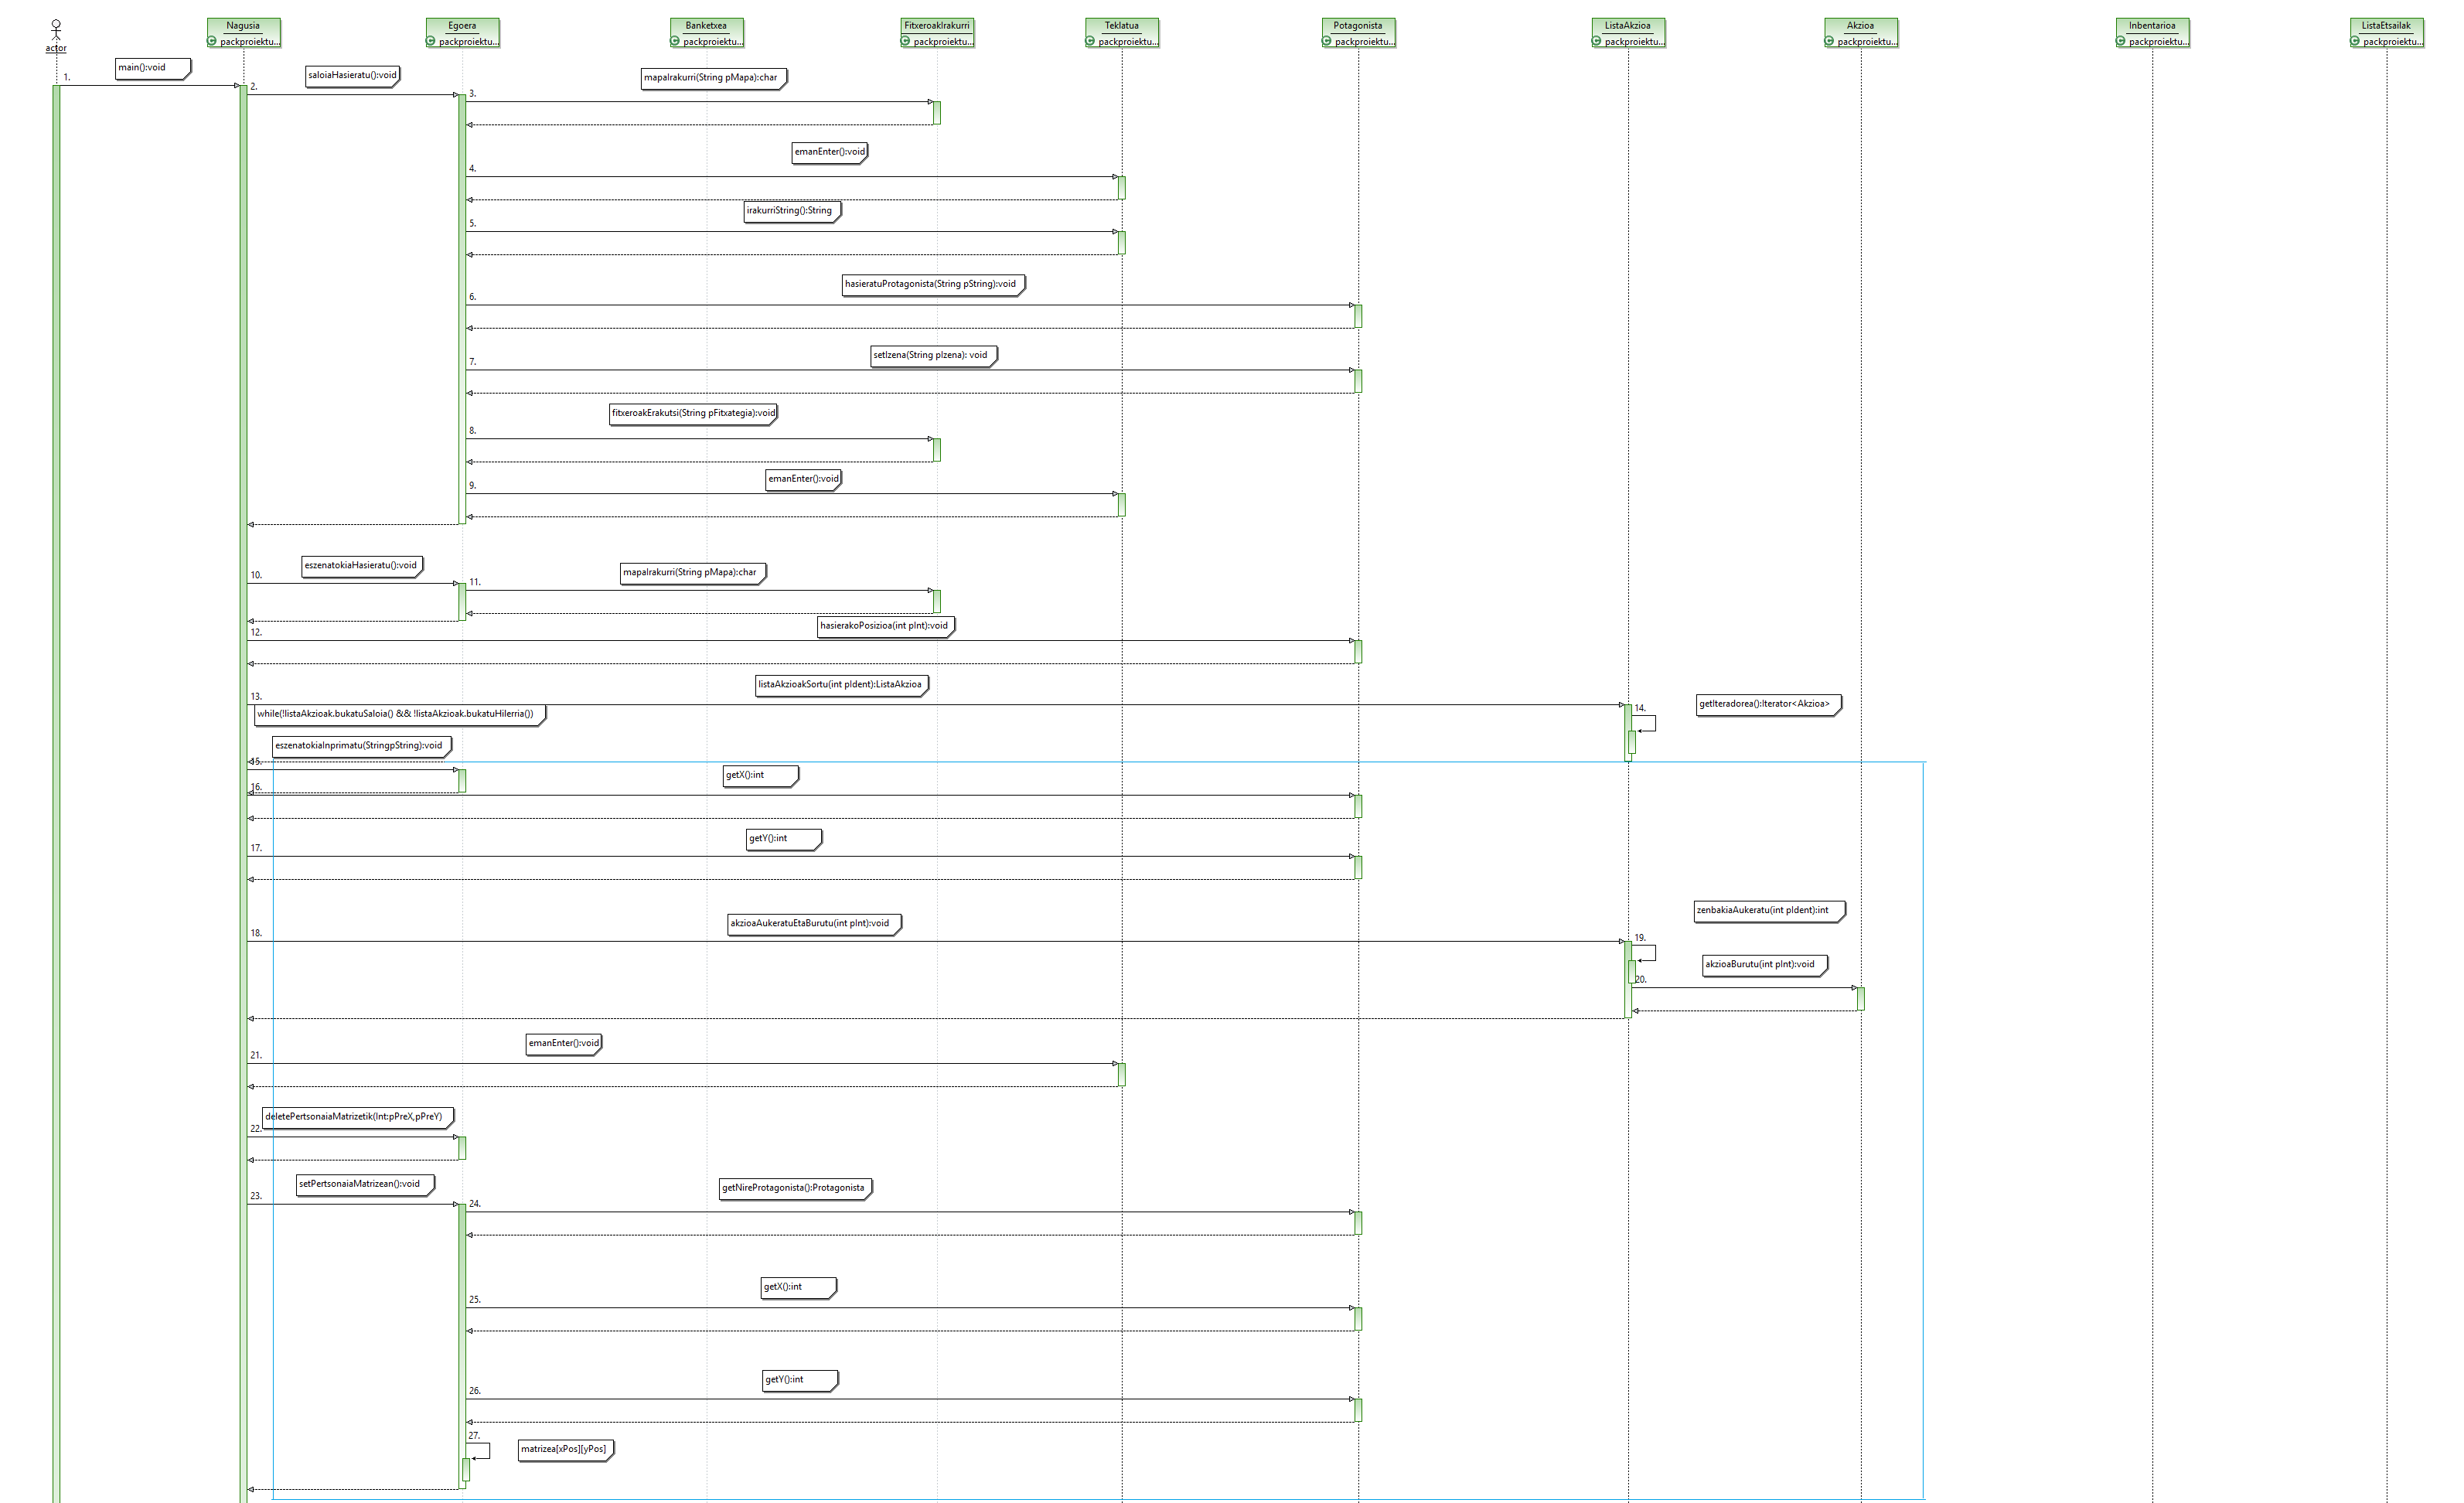 actor
Nagusia
packproiektu...
Egoera
packproiektu...
Banketxea
packproiektu...
FitxeroakIrakurri
packproiektu...
Teklatua
packproiektu...
Potagonista
packproiektu...
ListaAkzioa
packproiektu...
Akzioa
packproiektu...
Inbentarioa
packproiektu...
ListaEtsailak
packproiektu...
main():void
1.
saloiaHasieratu():void
2.
mapaIrakurri(String pMapa):char
3.
emanEnter():void
4.
irakurriString():String
5.
hasieratuProtagonista(String pString):void
6.
setIzena(String pIzena): void
7.
fitxeroakErakutsi(String pFitxategia):void
8.
emanEnter():void
9.
eszenatokiaHasieratu():void
10.
mapaIrakurri(String pMapa):char
11.
hasierakoPosizioa(int pInt):void
12.
listaAkzioakSortu(int pIdent):ListaAkzioa
13.
getIteradorea():Iterator<Akzioa>
14.
while(!listaAkzioak.bukatuSaloia() && !listaAkzioak.bukatuHilerria())
eszenatokiaInprimatu(StringpString):void
15.
getX():int
16.
getY():int
17.
akzioaAukeratuEtaBurutu(int pInt):void
18.
zenbakiaAukeratu(int pIdent):int
19.
akzioaBurutu(int pInt):void
20.
emanEnter():void
21.
deletePertsonaiaMatrizetik(Int:pPreX,pPreY)
22.
setPertsonaiaMatrizean():void
23.
getNireProtagonista():Protagonista
24.
getX():int
25.
getY():int
26.
27.
matrizea[xPos][yPos]